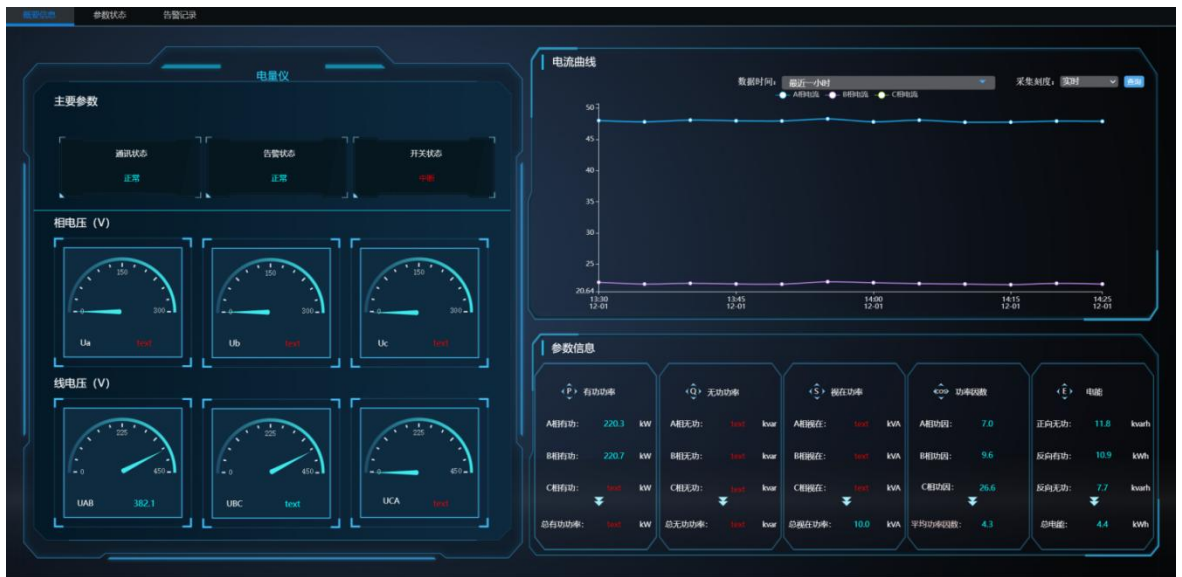 概要信息 参数状态 告警记录
电量仪
主要参数
通讯状态 告警状态 开关状态
正常 正常 中断
相电压（V）
150 150 150
0 300 0 300 0 300
Ua text Ub text Uc text
线电压（V）
225 225 225
0 450 0 450 0 450
UAB 382.1 UBC text UCA text
电流曲线
数据时间： 最近一小时 采集刻度： 实时 查询
A相电流 B相电流 C相电流
50
45
40
35
30
25
20.64
13:30 13:45 14:00 14:15 14:25
12-01 12-01 12-01 12-01 12-01
参数信息
P 有功功率 Q 无功功率 S 视在功率 cos 功率因数 E 电能
A相有功： 220.3 kW A相无功： text kvar A相视在： text kVA A相功因： 7.0 正向无功： 11.8 kvarh
B相有功： 220.7 kW B相无功： text kvar B相视在： text kVA B相功因： 9.6 反向有功： 10.9 kWh
C相有功： text kW C相无功： text kvar C相视在： text kVA C相功因： 26.6 反向无功： 7.7 kvarh
总有功功率： text kW 总无功功率： text kvar 总视在功率： 10.0 kVA 平均功率因数： 4.3 总电能： 4.4 kWh